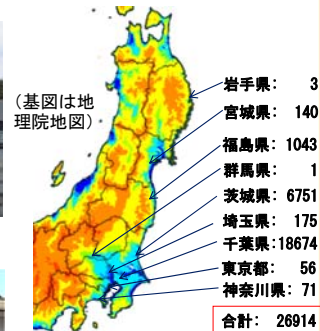 (基図は地
理院地図)
岩手県: 3
宮城県: 140
福島県: 1043
群馬県: 1
茨城県: 6751
埼玉県: 175
千葉県:18674
東京都: 56
神奈川県: 71
合計: 26914